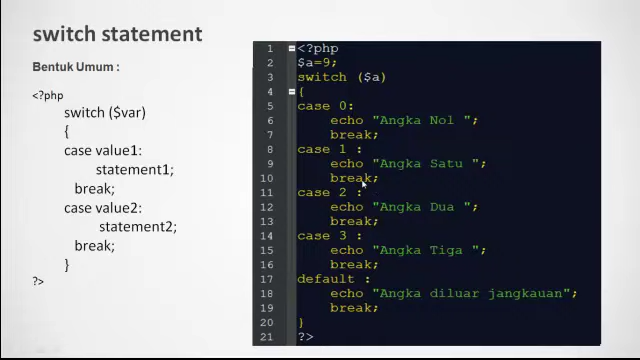 switch statement
Bentuk Umum :
<?php
switch ($var)
{
case value1:
statement1;
break;
case value2:
statement2;
break;
}
?>
1 <?php
2 $a=9;
3 switch ($a)
4 {
5 case 0:
6 echo "Angka Nol ";
7 break;
8 case 1 :
9 echo "Angka Satu ";
10 break;
11 case 2 :
12 echo "Angka Dua ";
13 break;
14 case 3 :
15 echo "Angka Tiga ";
16 break;
17 default :
18 echo "Angka diluar jangkauan";
19 break;
20 }
21 ?>